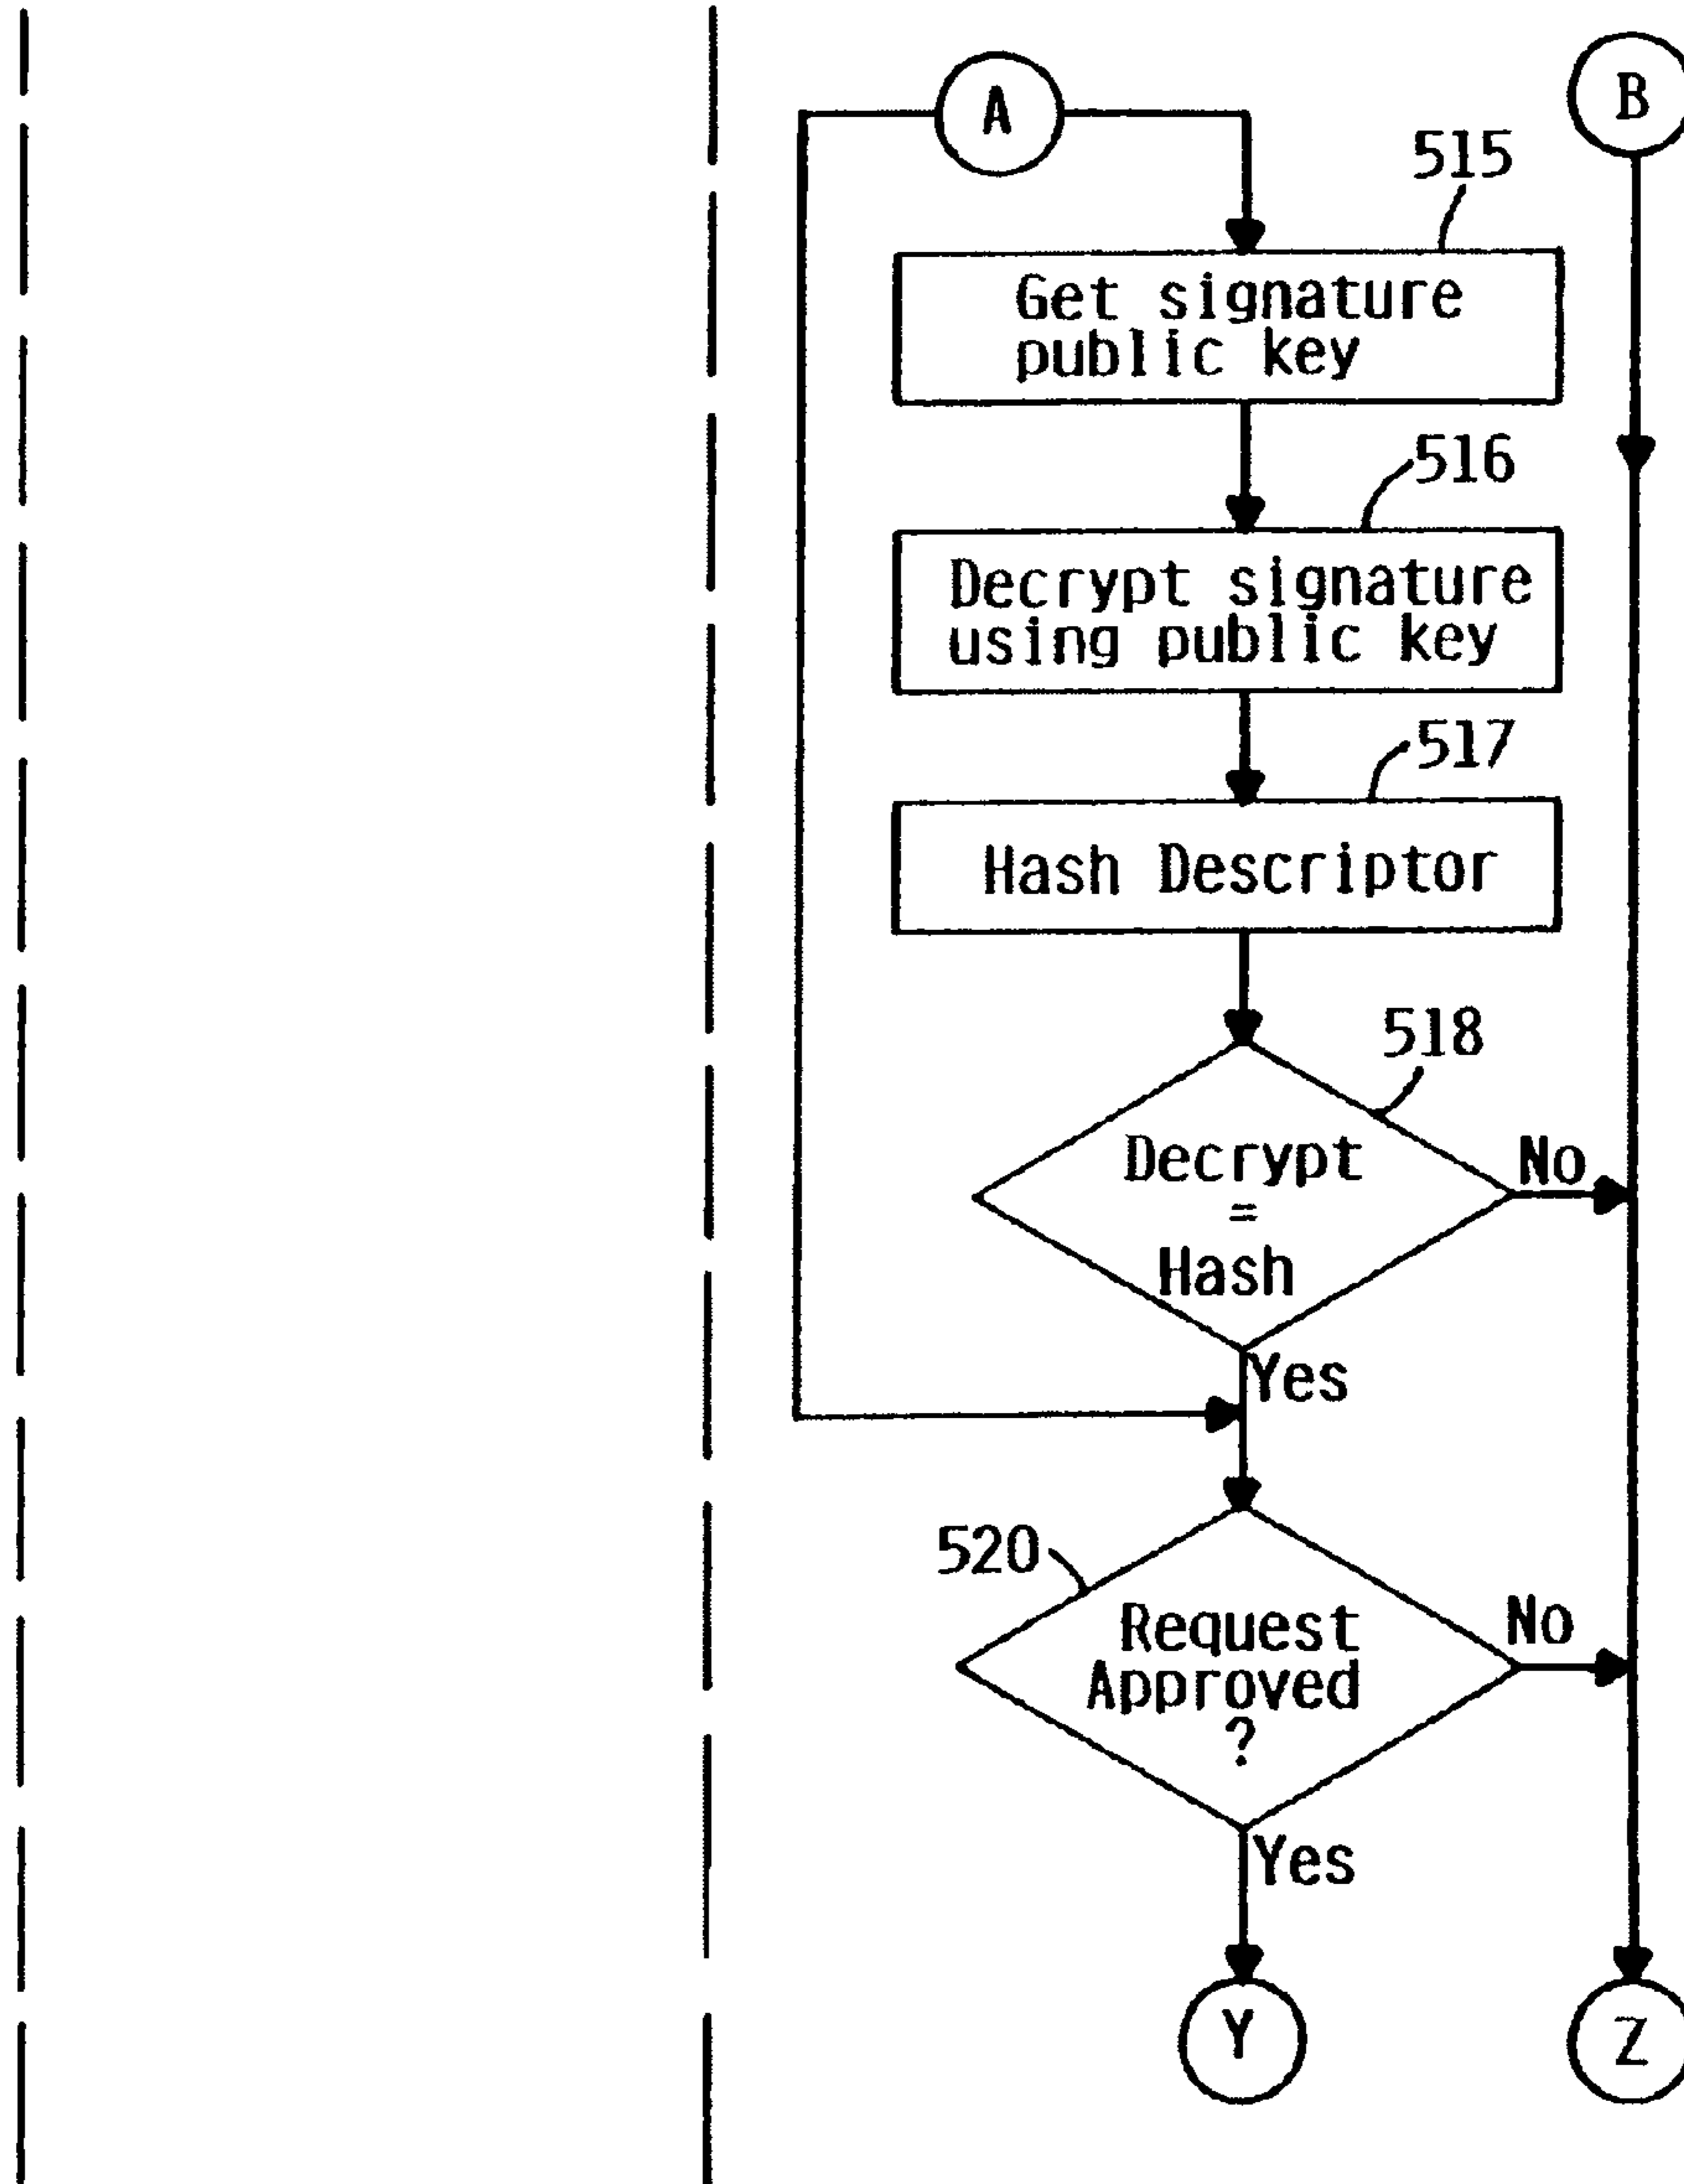 A
B
515
Get signature
public key
516
Decrypt signature
using public key
517
Hash Descriptor
518
Decrypt
=
Hash
No
Yes
520
Request
Approved
?
No
Yes
Y
Z